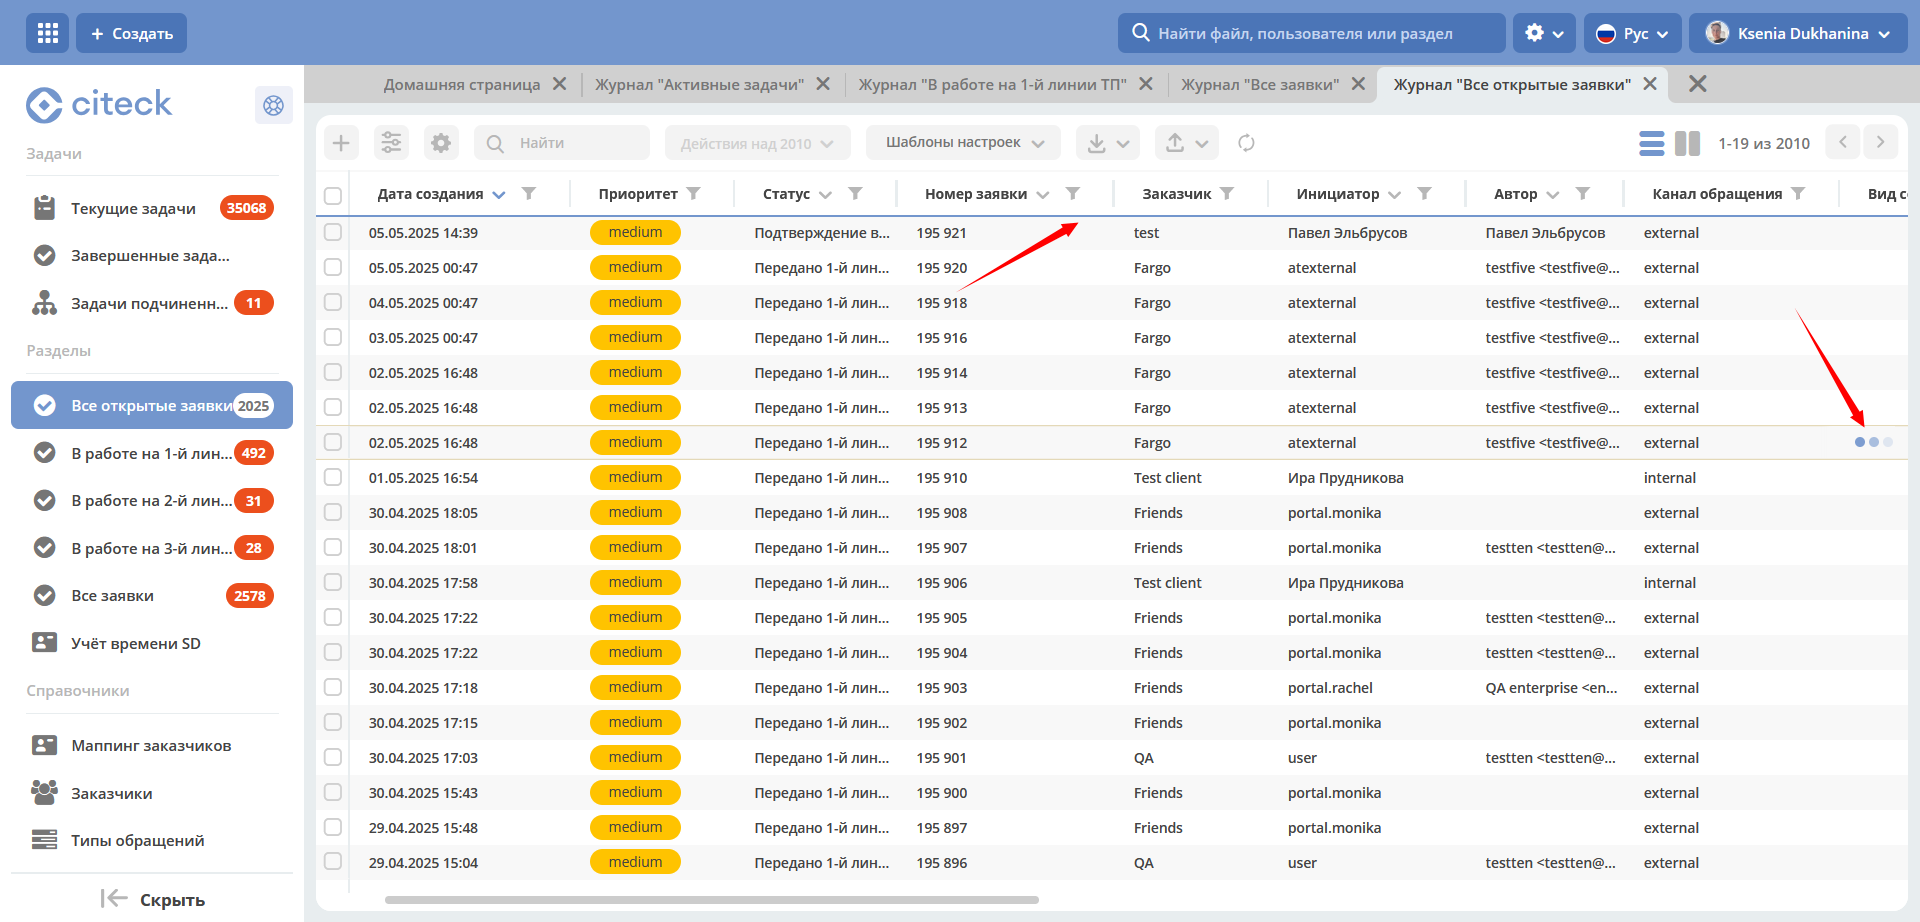 Создать
Найти файл, пользователя или раздел
Рус
Ksenia Dukhanina
citeck
Задачи
Текущие задачи 35068
Завершенные зада...
Задачи подчиненн... 11
Разделы
Все открытые заявки 2025
В работе на 1-й лин... 492
В работе на 2-й лин... 31
В работе на 3-й лин... 28
Все заявки 2578
Учёт времени SD
Справочники
Маппинг заказчиков
Заказчики
Типы обращений
Скрыть
Домашняя страница Журнал "Активные задачи" Журнал "В работе на 1-й линии ТП" Журнал "Все заявки" Журнал "Все открытые заявки"
Найти Действия над 2010 Шаблоны настроек 1-19 из 2010
Дата создания Приоритет Статус Номер заявки Заказчик Инициатор Автор Канал обращения Вид
05.05.2025 14:39 medium Подтверждение в... 195 921 test Павел Эльбрусов Павел Эльбрусов external
05.05.2025 00:47 medium Передано 1-й лин... 195 920 Fargo atexternal testfive <testfive@... external
04.05.2025 00:47 medium Передано 1-й лин... 195 918 Fargo atexternal testfive <testfive@... external
03.05.2025 00:47 medium Передано 1-й лин... 195 916 Fargo atexternal testfive <testfive@... external
02.05.2025 16:48 medium Передано 1-й лин... 195 914 Fargo atexternal testfive <testfive@... external
02.05.2025 16:48 medium Передано 1-й лин... 195 913 Fargo atexternal testfive <testfive@... external
02.05.2025 16:48 medium Передано 1-й лин... 195 912 Fargo atexternal testfive <testfive@... external
01.05.2025 16:54 medium Передано 1-й лин... 195 910 Test client Ира Прудникова internal
30.04.2025 18:05 medium Передано 1-й лин... 195 908 Friends portal.monika external
30.04.2025 18:01 medium Передано 1-й лин... 195 907 Friends portal.monika testten <testten@... external
30.04.2025 17:58 medium Передано 1-й лин... 195 906 Test client Ира Прудникова internal
30.04.2025 17:22 medium Передано 1-й лин... 195 905 Friends portal.monika testten <testten@... external
30.04.2025 17:22 medium Передано 1-й лин... 195 904 Friends portal.monika testten <testten@... external
30.04.2025 17:18 medium Передано 1-й лин... 195 903 Friends portal.rachel QA enterprise <en... external
30.04.2025 17:15 medium Передано 1-й лин... 195 902 Friends portal.monika external
30.04.2025 17:03 medium Передано 1-й лин... 195 901 QA user testten <testten@... external
30.04.2025 15:43 medium Передано 1-й лин... 195 900 Friends portal.monika external
29.04.2025 15:48 medium Передано 1-й лин... 195 897 Friends portal.monika external
29.04.2025 15:04 medium Передано 1-й лин... 195 896 QA user testten <testten@... external